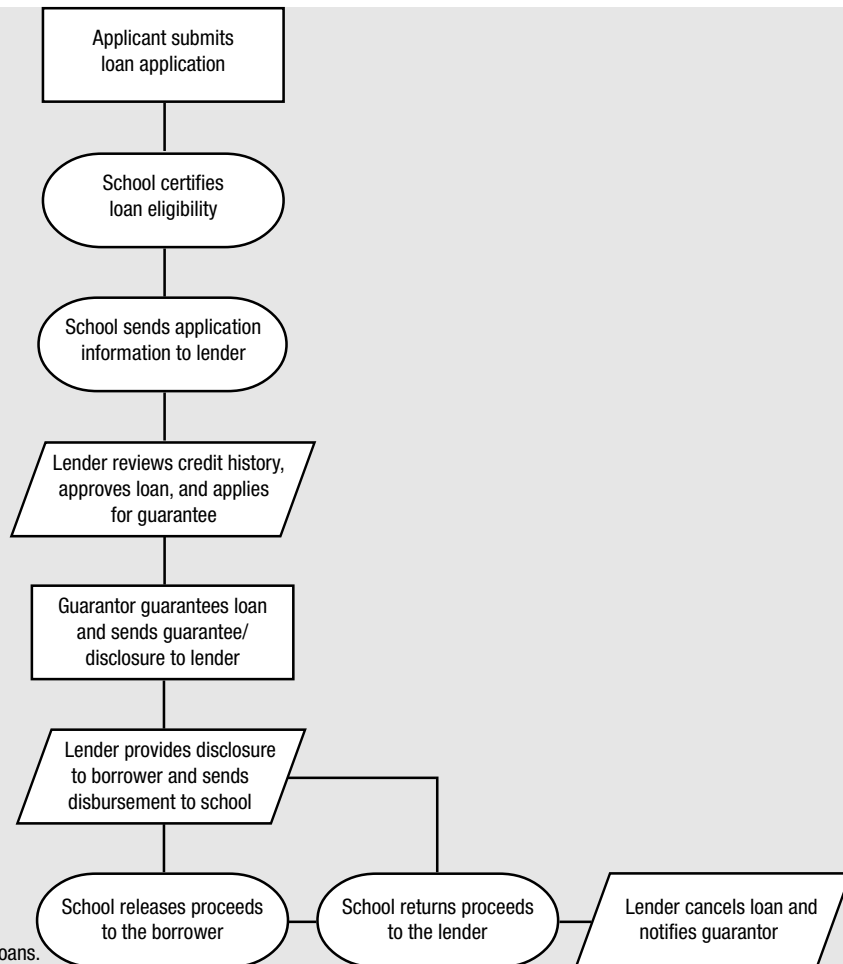 Applicant submits
loan application
School certifies
loan eligibility
School sends application
information to lender
Lender reviews credit history,
approves loan, and applies
for guarantee
Guarantor guarantees loan
and sends guarantee/
disclosure to lender
Lender provides disclosure
to borrower and sends
disbursement to school
School releases proceeds
to the borrower
School returns proceeds
to the lender
Lender cancels loan and
notifies guarantor